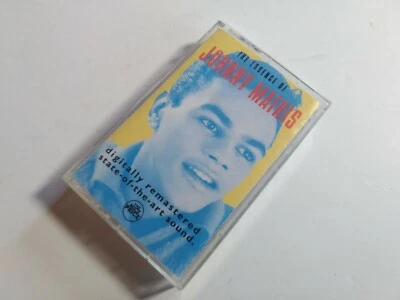 THE ESSENCE OF
JOHNNY MATHIS
digitally remastered
state-of-the-art sound.